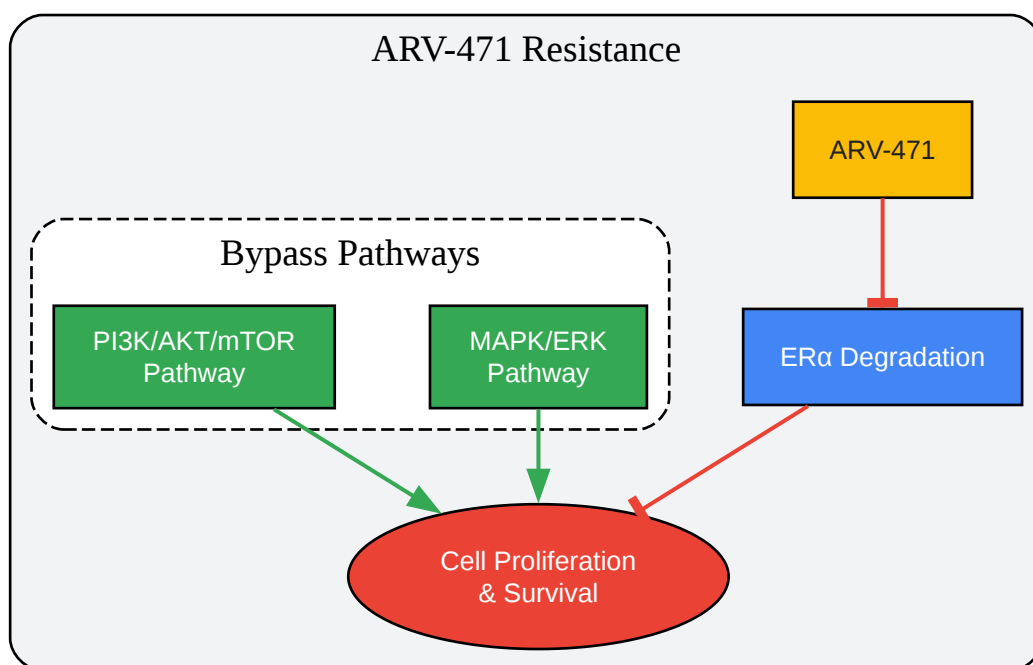 ARV-471 Resistance
ARV-471
Bypass Pathways
PI3K/AKT/mTOR
Pathway
MAPK/ERK
Pathway
ERα Degradation
Cell Proliferation
& Survival